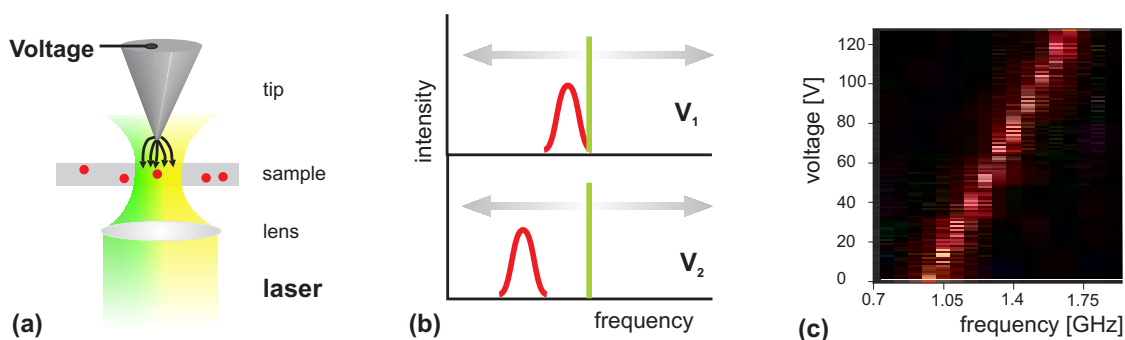 Voltage
tip
sample
lens
laser
(a)
intensity
V1
V2
frequency
(b)
voltage [V]
120
100
80
60
40
20
0
0.7 1.05 1.4 1.75
frequency [GHz]
(c)